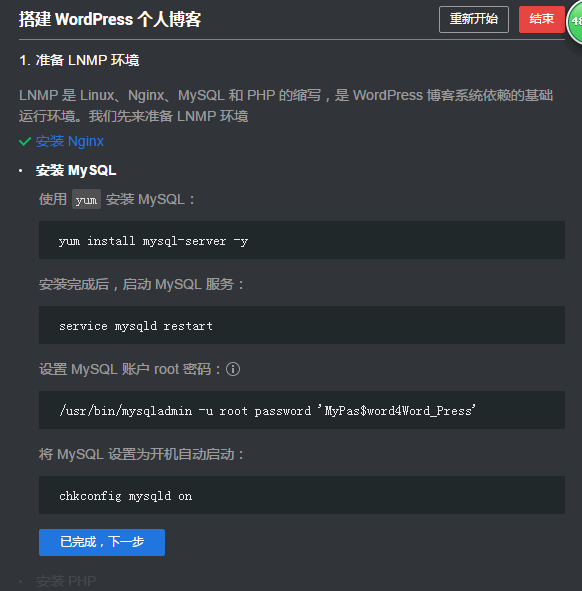 搭建 WordPress 个人博客
重新开始
结束
48
1. 准备 LNMP 环境
LNMP 是 Linux、Nginx、MySQL 和 PHP 的缩写，是 WordPress 博客系统依赖的基础
运行环境。我们先来准备 LNMP 环境
安装 Nginx
安装 MySQL
使用 yum 安装 MySQL：
yum install mysql-server -y
安装完成后，启动 MySQL 服务：
service mysqld restart
设置 MySQL 账户 root 密码：
/usr/bin/mysqladmin -u root password 'MyPas$word4Word_Press'
将 MySQL 设置为开机自动启动：
chkconfig mysqld on
已完成，下一步
安装 PHP